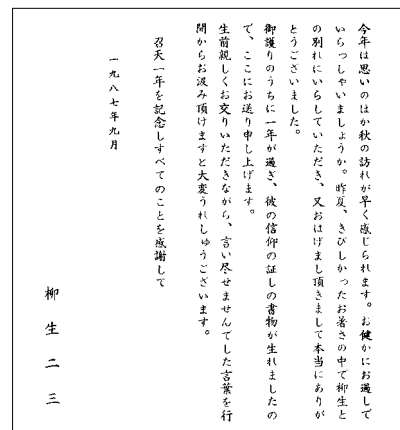 今年は思いのほか秋の訪れが早く感じられます。お健かにお過しで
いらっしゃいましょうか。昨夏、きびしかったお暑さの中で柳生と
の別れにいらしていただき、又おはげまし頂きまして本当にありが
とうございました。
御護りのうちに一年が過ぎ、彼の信仰の証しの書物が生れましたの
で、ここにお送り申し上げます。
生前親しくお交りいただきながら、言い尽せませんでした言葉を行
間からお汲み頂けますと大変うれしゅうございます。
召天一年を記念しすべてのことを感謝して
一九八七年九月
柳生二三